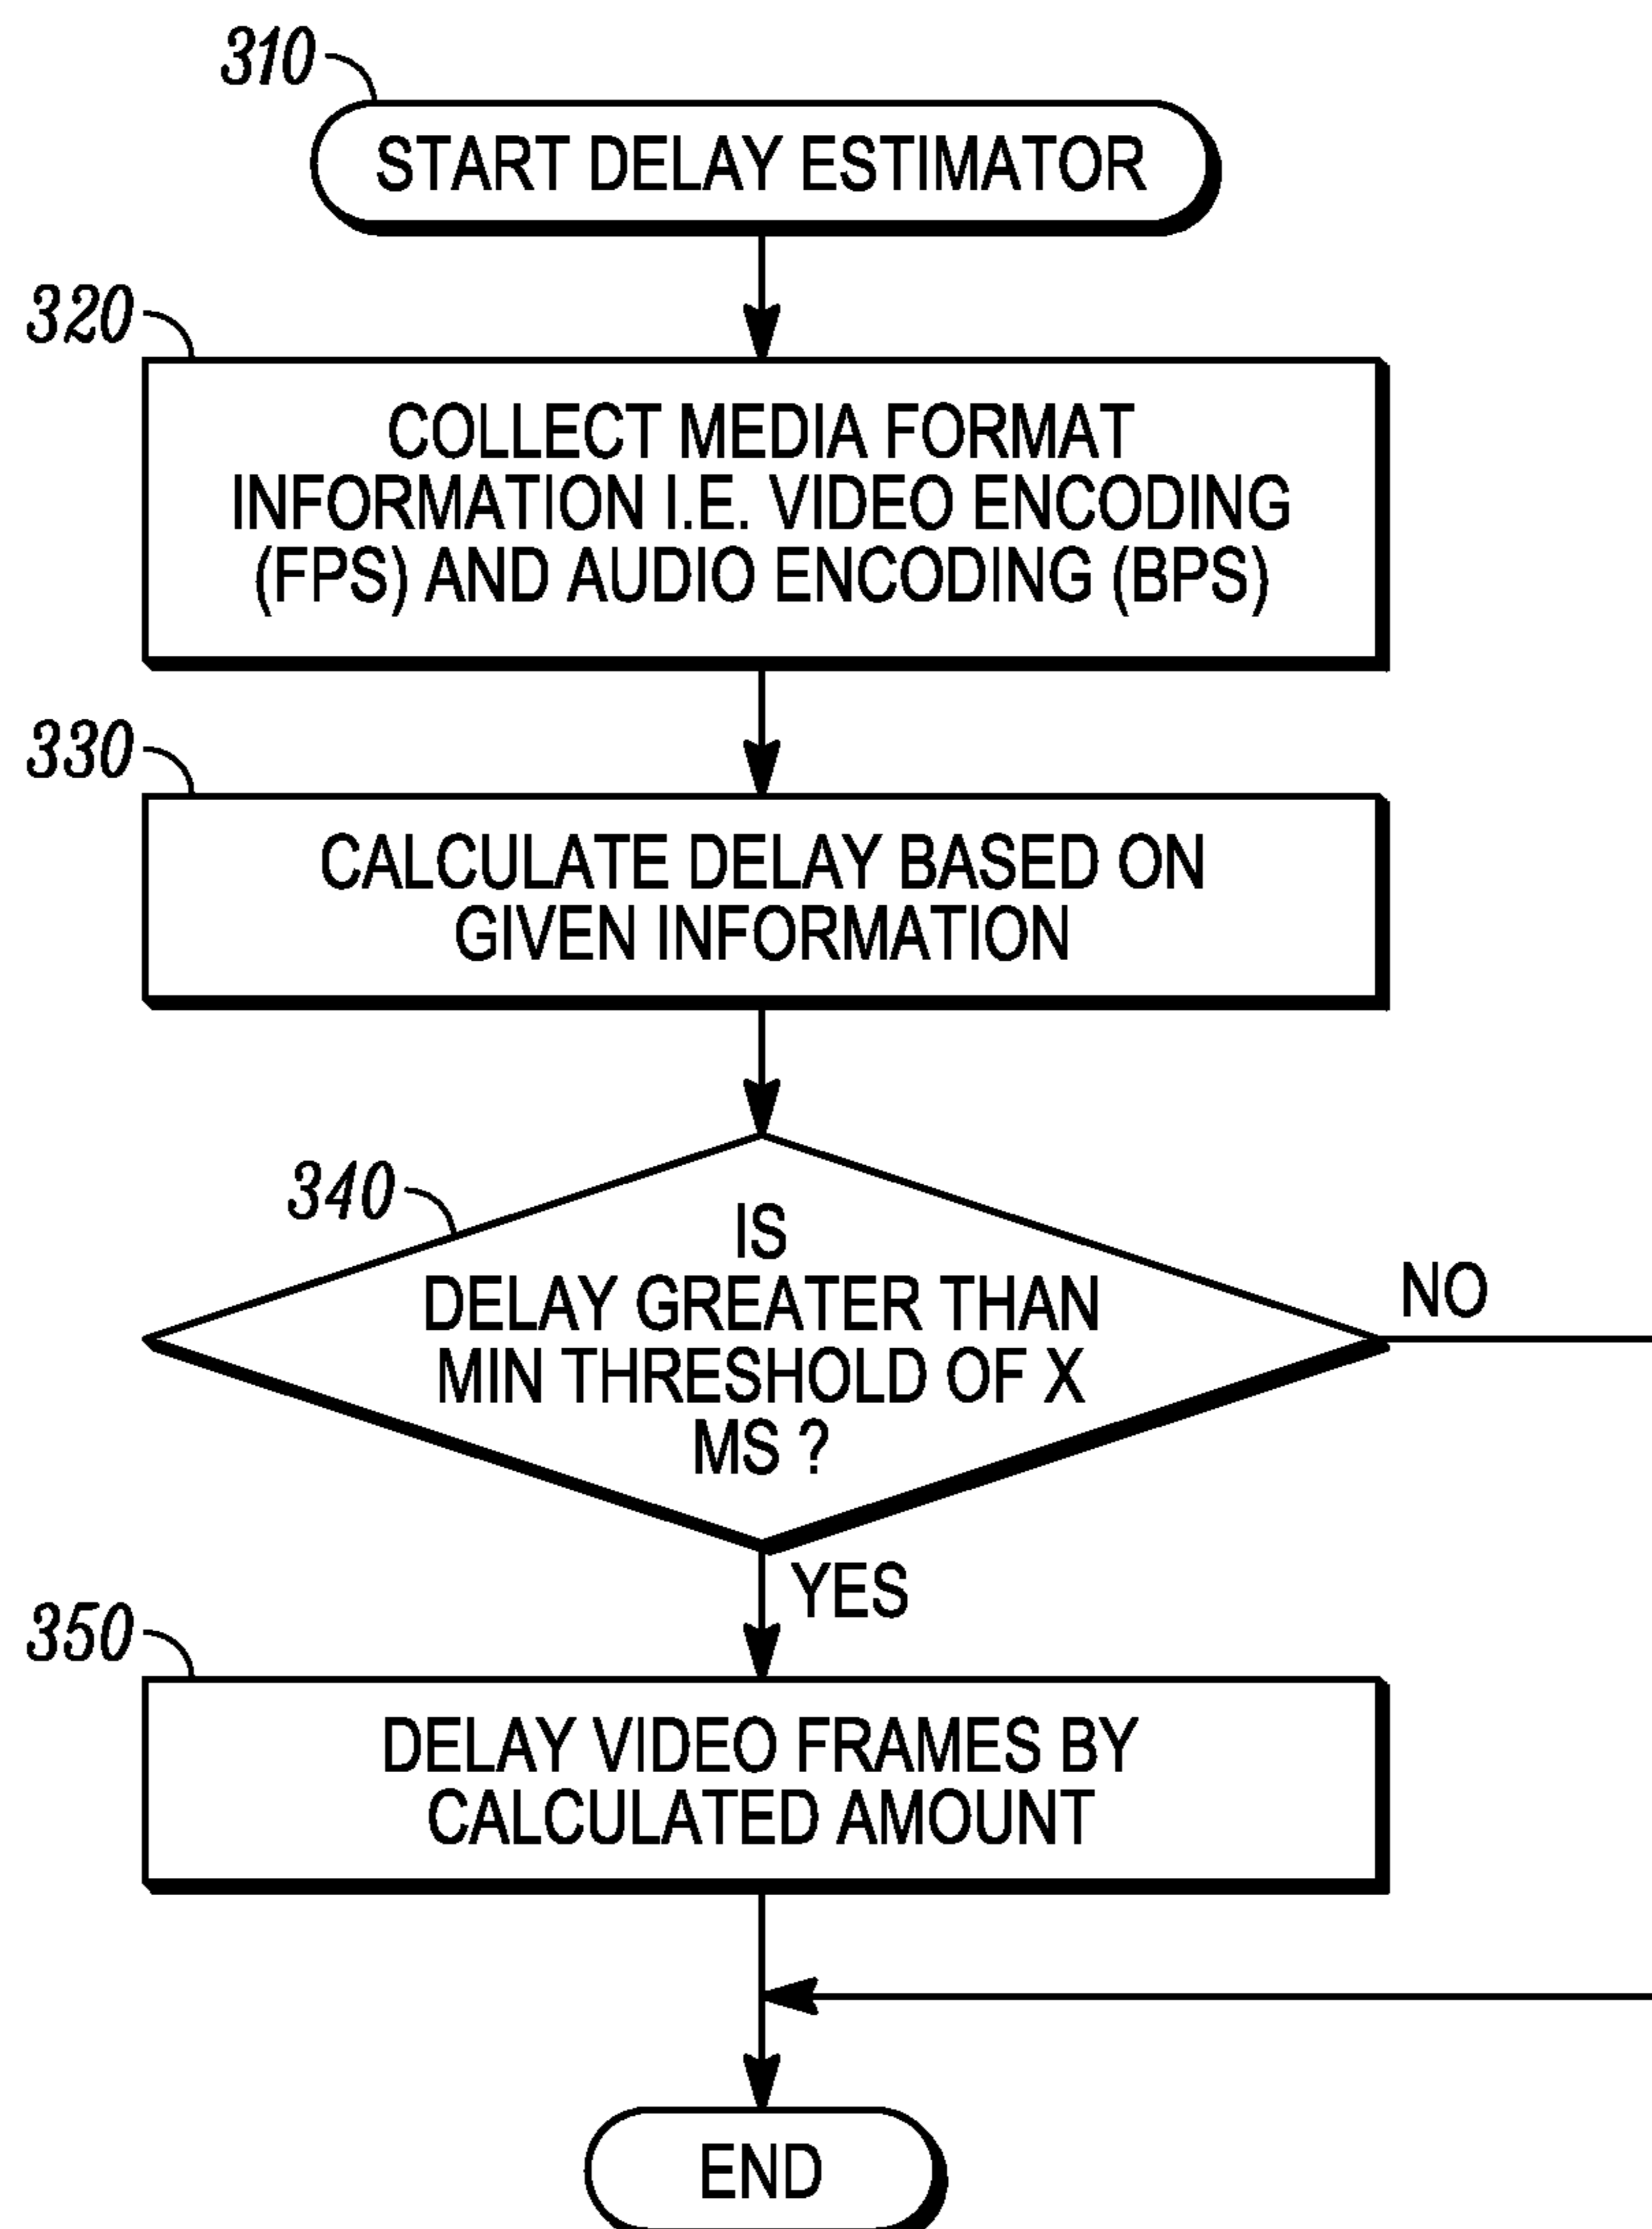 310
START DELAY ESTIMATOR
320
COLLECT MEDIA FORMAT
INFORMATION I.E. VIDEO ENCODING
(FPS) AND AUDIO ENCODING (BPS)
330
CALCULATE DELAY BASED ON
GIVEN INFORMATION
340
IS
DELAY GREATER THAN
MIN THRESHOLD OF X
MS ?
NO
YES
350
DELAY VIDEO FRAMES BY
CALCULATED AMOUNT
END